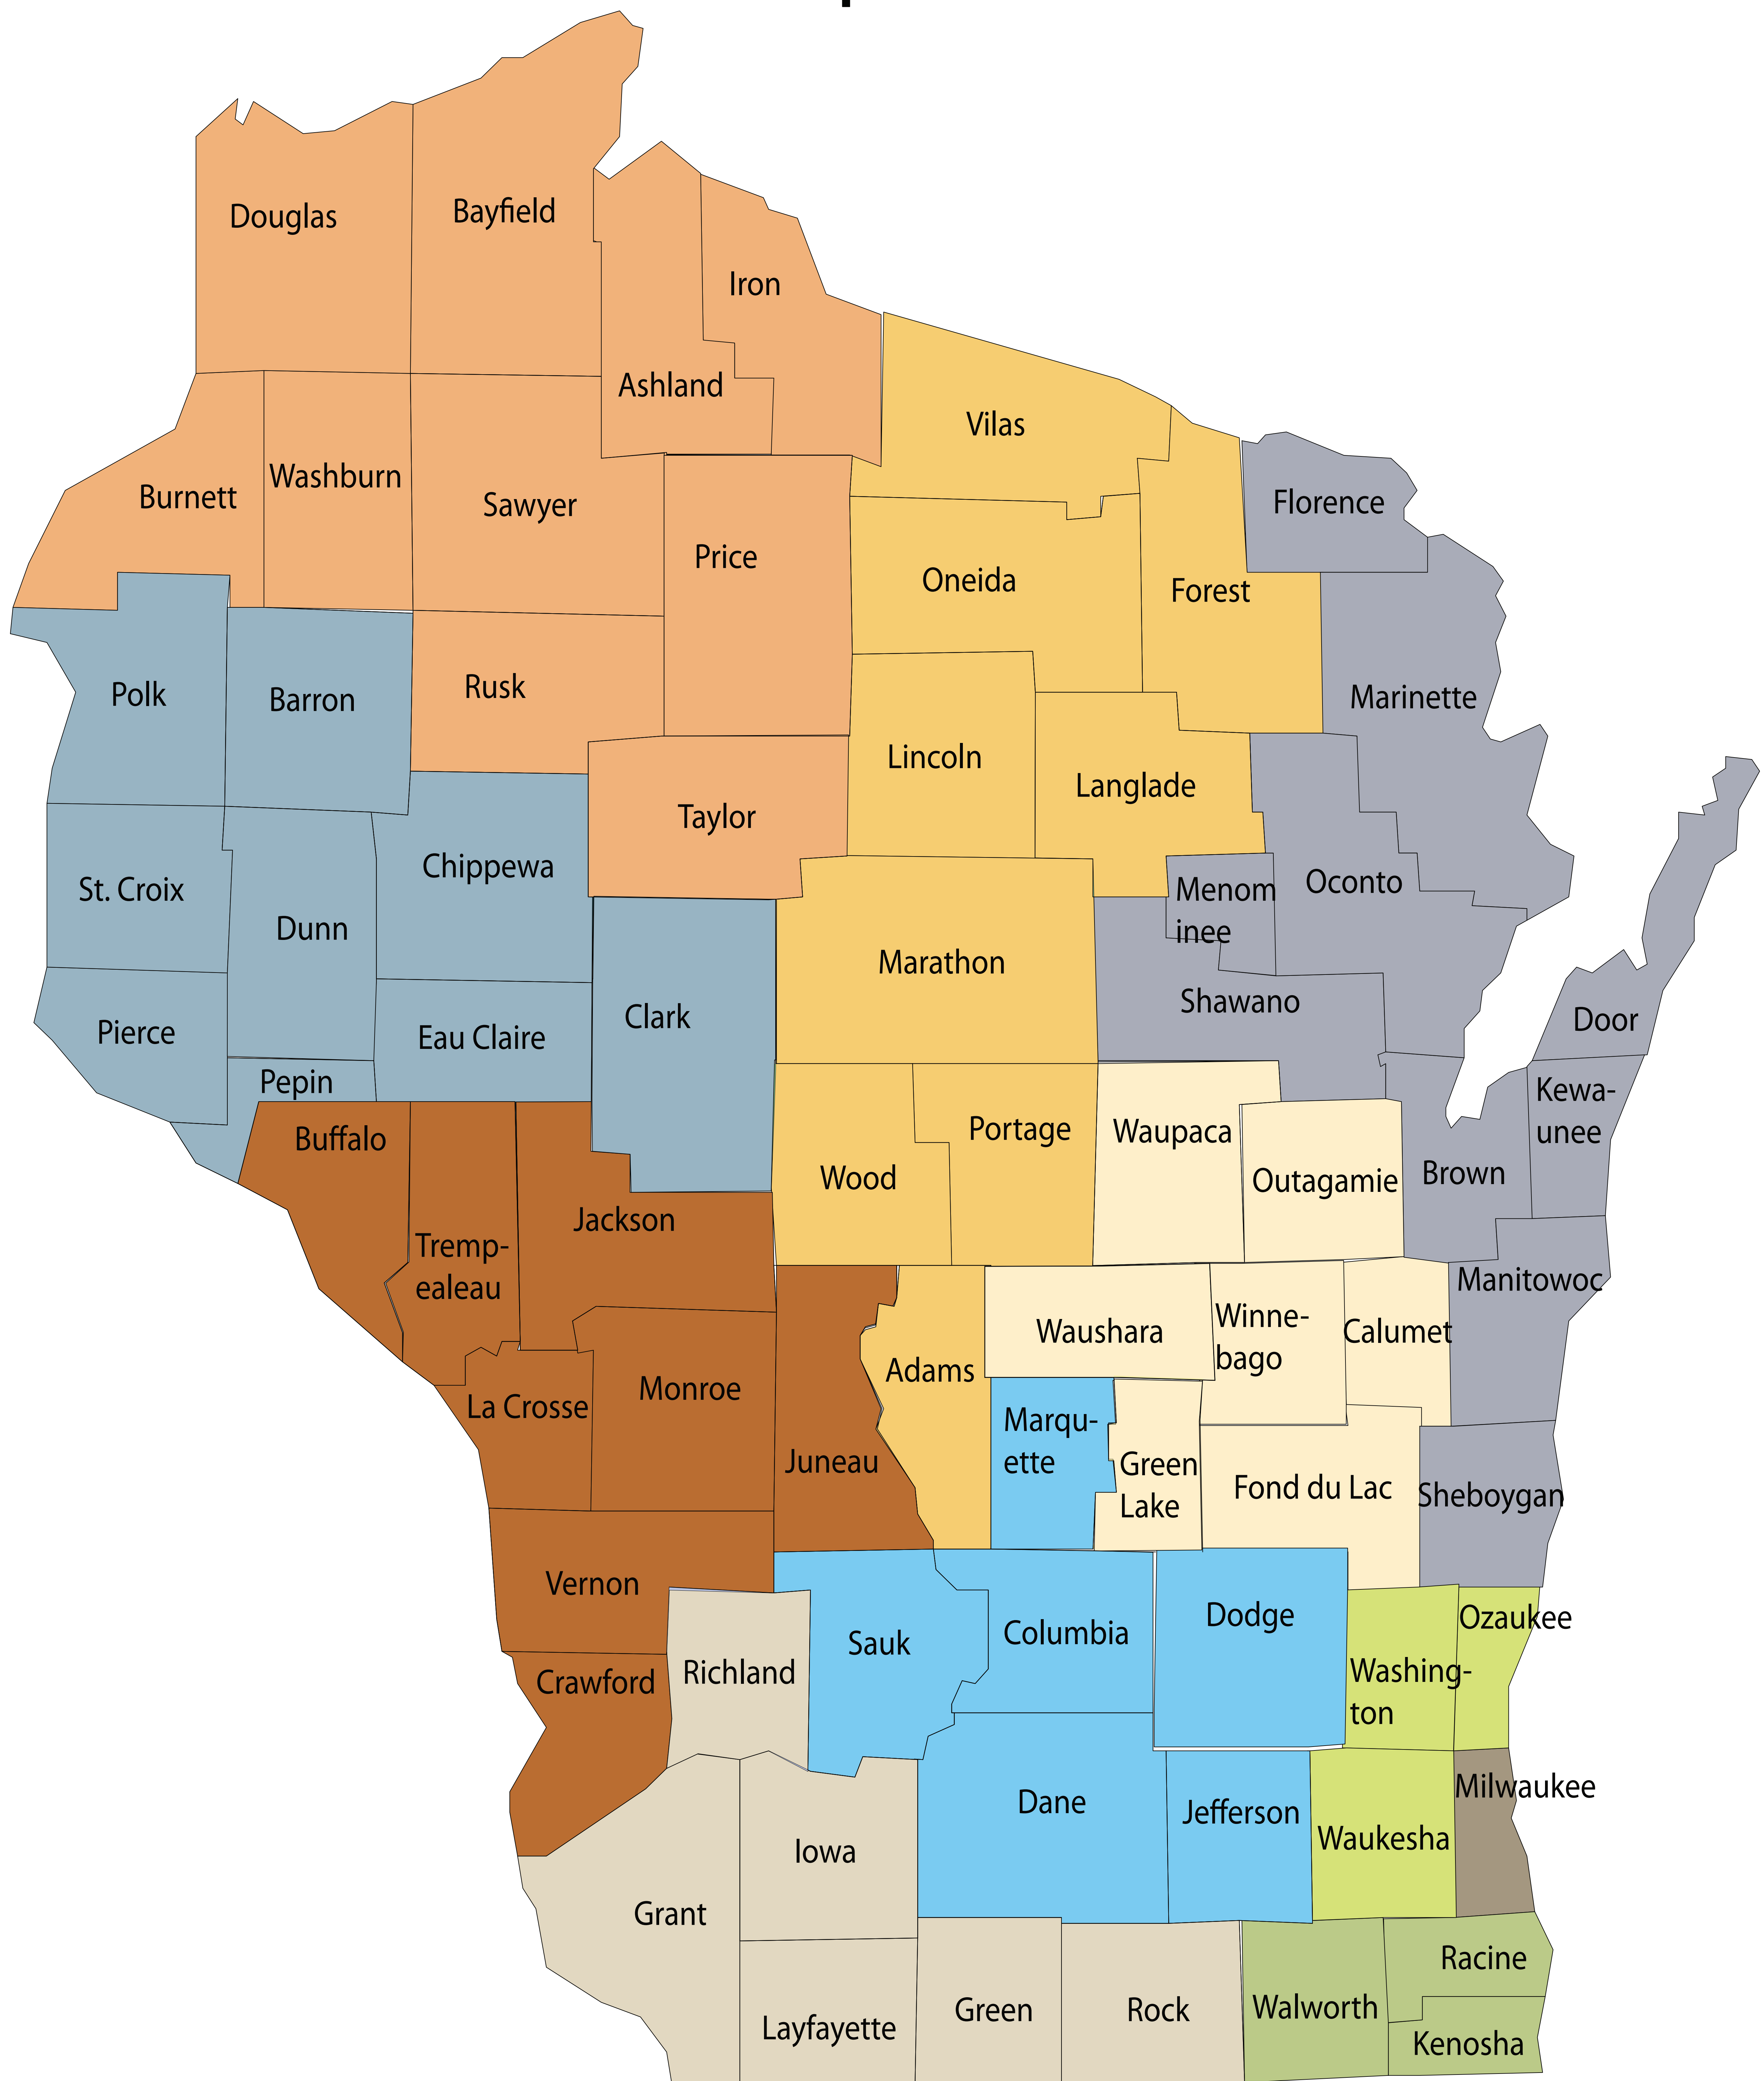 Douglas
Bayfield
Iron
Ashland
Vilas
Burnett
Washburn
Sawyer
Florence
Price
Oneida
Forest
Polk
Barron
Rusk
Marinette
Lincoln
Langlade
Taylor
St. Croix
Chippewa
Menom
inee
Oconto
Dunn
Marathon
Shawano
Clark
Door
Pierce
Eau Claire
Pepin
Kewa-
unee
Buffalo
Portage
Waupaca
Wood
Outagamie
Brown
Jackson
Tremp-
ealeau
Manitowoc
Waushara
Winne-
bago
Calumet
Adams
La Crosse
Monroe
Marqu-
ette
Juneau
Green
Lake
Fond du Lac
Sheboygan
Vernon
Richland
Sauk
Columbia
Dodge
Ozaukee
Washing-
ton
Crawford
Milwaukee
Dane
Jefferson
Waukesha
Iowa
Grant
Racine
Layfayette
Green
Rock
Walworth
Kenosha